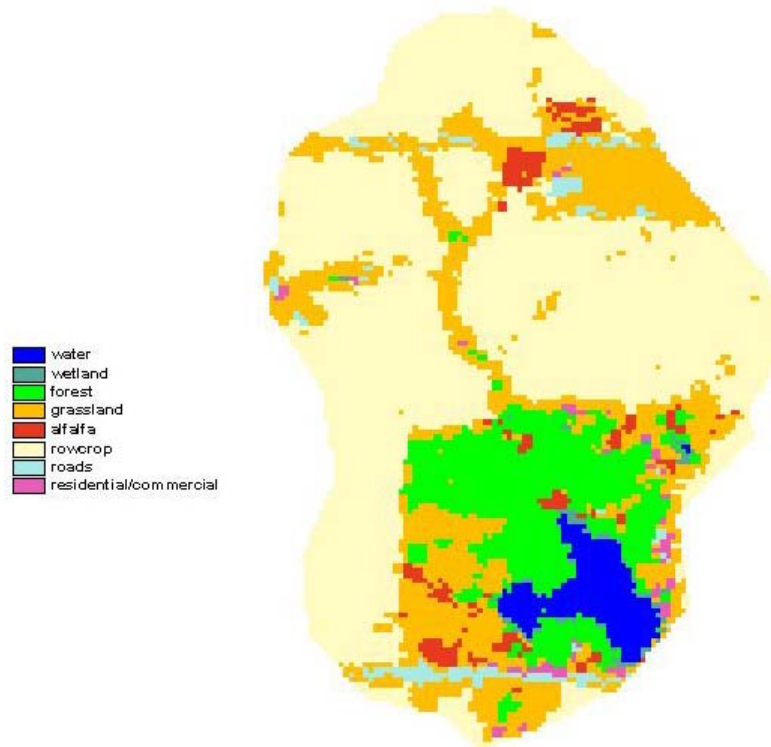 water
wetland
forest
grassland
alfalfa
rowcrop
roads
residential/commercial